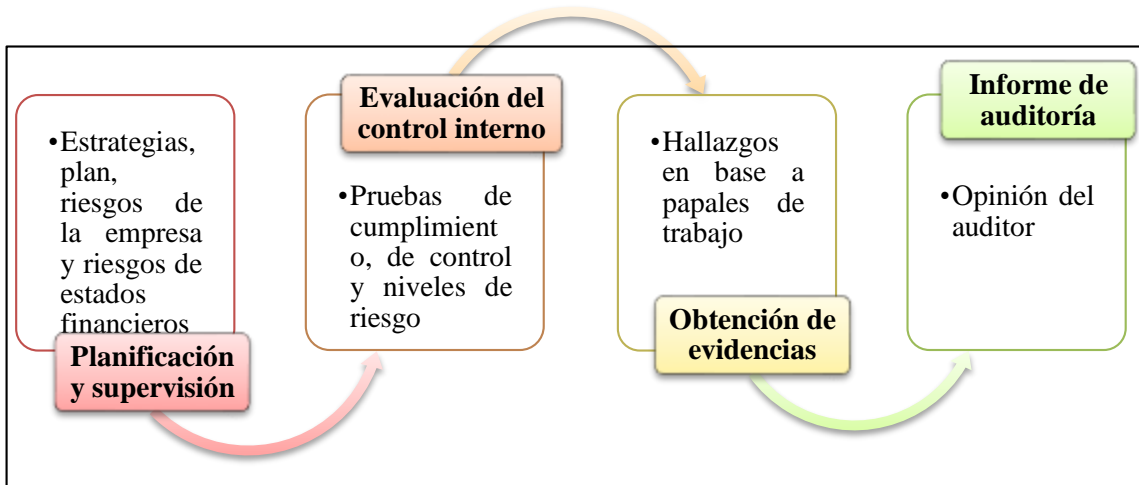 •Estrategias,
plan,
riesgos de
la empresa
y riesgos de
estados
financieros
Planificación
y supervisión
Evaluación del
control interno
•Pruebas de
cumplimient
o, de control
y niveles de
riesgo
•Hallazgos
en base a
papales de
trabajo
Obtención de
evidencias
Informe de
auditoría
•Opinión del
auditor